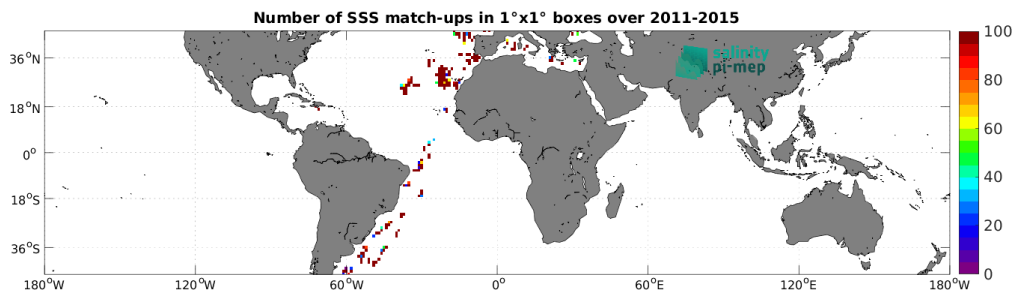 Number of SSS match-ups in 1°x1° boxes over 2011-2015
36°N
18°N
0°
18°S
36°S
180°W
120°W
60°W
0°
60°E
120°E
180°W
salinity
pi-mep
100
80
60
40
20
0